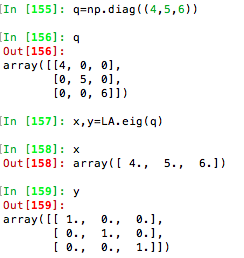 [In [155]: q=np.diag((4,5,6))
[In [156]: q
Out[156]:
array([[4, 0, 0],
[0, 5, 0],
[0, 0, 6]])
[In [157]: x,y=LA.eig(q)
[In [158]: x
Out[158]: array([ 4., 5., 6.])
[In [159]: y
Out[159]:
array([[ 1., 0., 0.],
[ 0., 1., 0.],
[ 0., 0., 1.]])